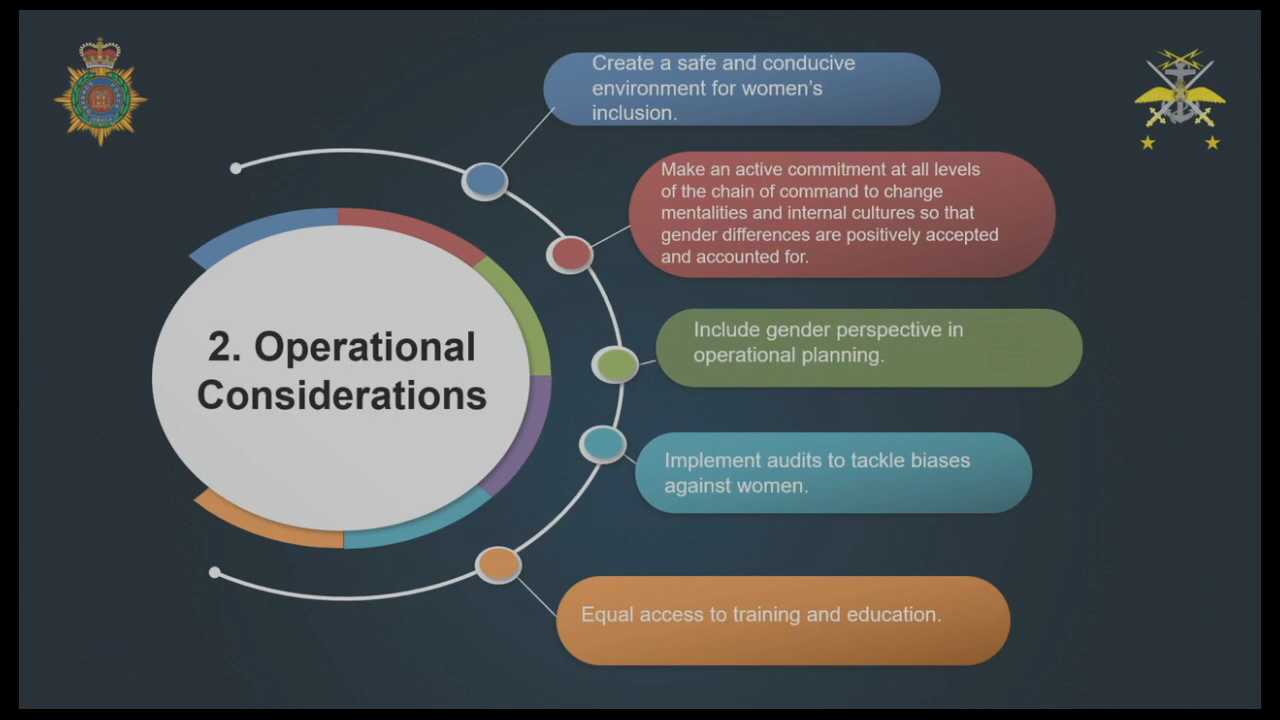 Create a safe and conducive
environment for women's
inclusion.
Make an active commitment at all levels
of the chain of command to change
mentalities and internal cultures so that
gender differences are positively accepted
and accounted for.
2. Operational
Considerations
Include gender perspective in
operational planning.
Implement audits to tackle biases
against women.
Equal access to training and education.